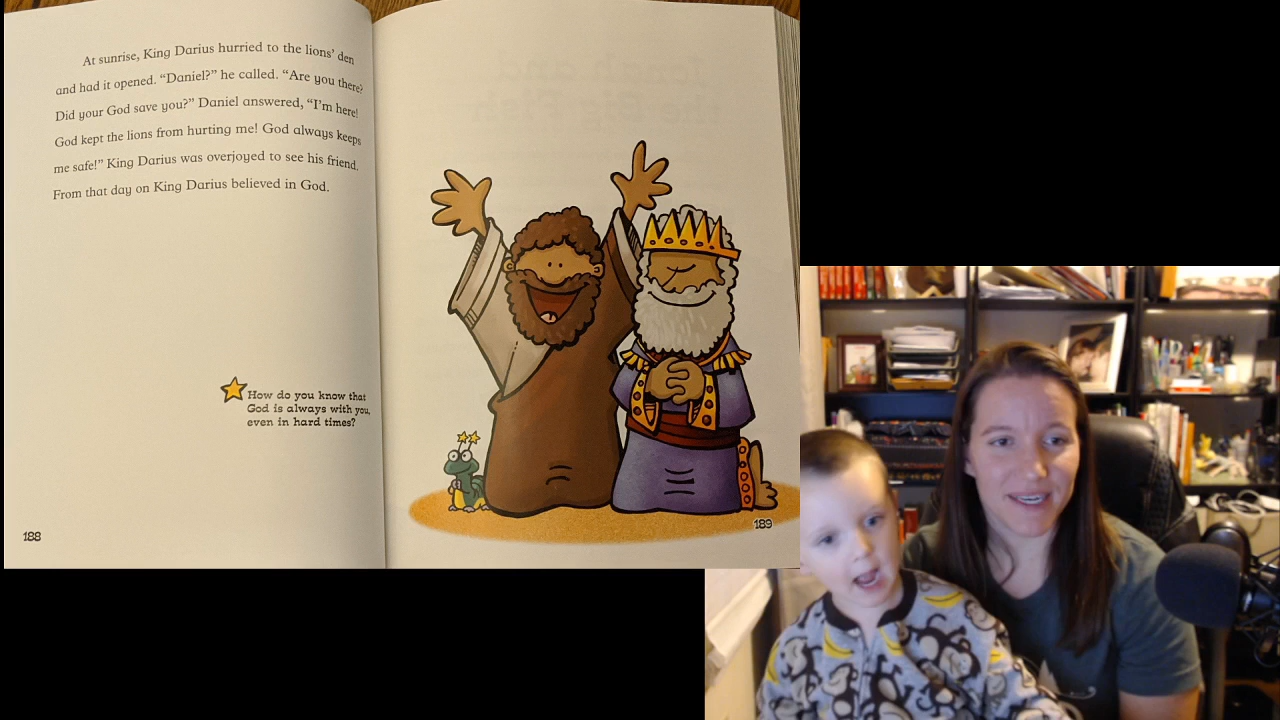 At sunrise, King Darius hurried to the lions' den
and had it opened. "Daniel?" he called. "Are you there?
Did your God save you?" Daniel answered, "I'm here!
God kept the lions from hurting me! God always keeps
me safe!" King Darius was overjoyed to see his friend.
From that day on King Darius believed in God.
How do you know that
God is always with you,
even in hard times?
188
189